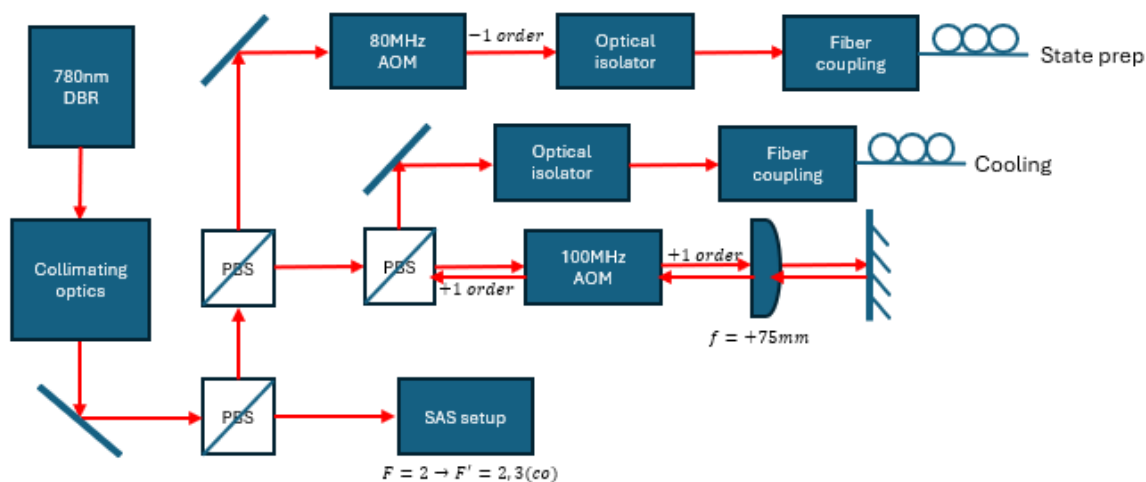 780nm
DBR
80MHz
AOM
−1 order
Optical
isolator
Fiber
coupling
State prep
Optical
isolator
Fiber
coupling
Cooling
Collimating
optics
PBS
PBS
+1 order
100MHz
AOM
+1 order
f = +75mm
PBS
SAS setup
F = 2 → F′ = 2, 3(co)